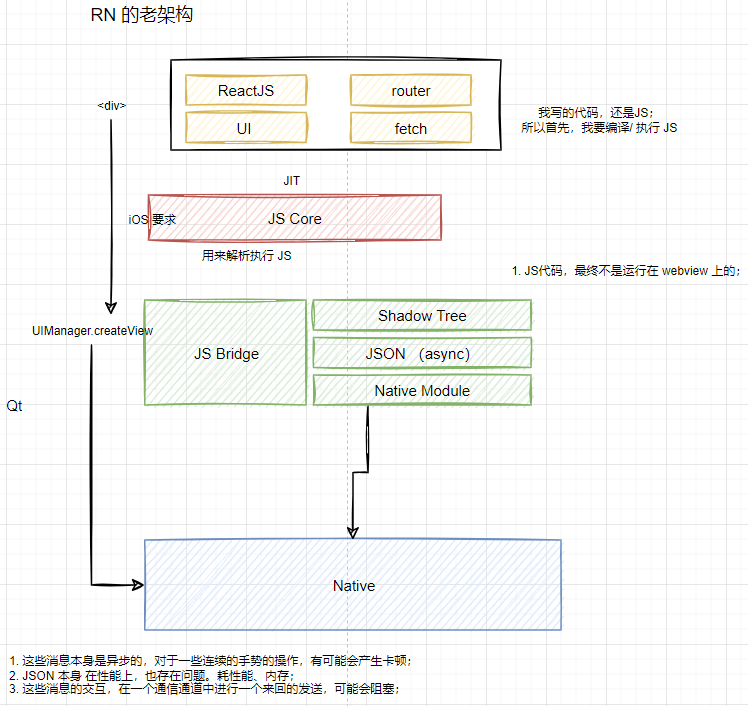 RN 的老架构
ReactJS
router
<div>
UI
fetch
我写的代码，还是JS；
所以首先，我要编译/ 执行 JS
JIT
iOS 要求
JS Core
用来解析执行 JS
1. JS代码，最终不是运行在 webview 上的；
Shadow Tree
UIManager.createView
JS Bridge
JSON （async）
Native Module
Qt
Native
1. 这些消息本身是异步的，对于一些连续的手势的操作，有可能会产生卡顿；
2. JSON 本身 在性能上，也存在问题。耗性能、内存；
3. 这些消息的交互，在一个通信通道中进行一个来回的发送，可能会阻塞；